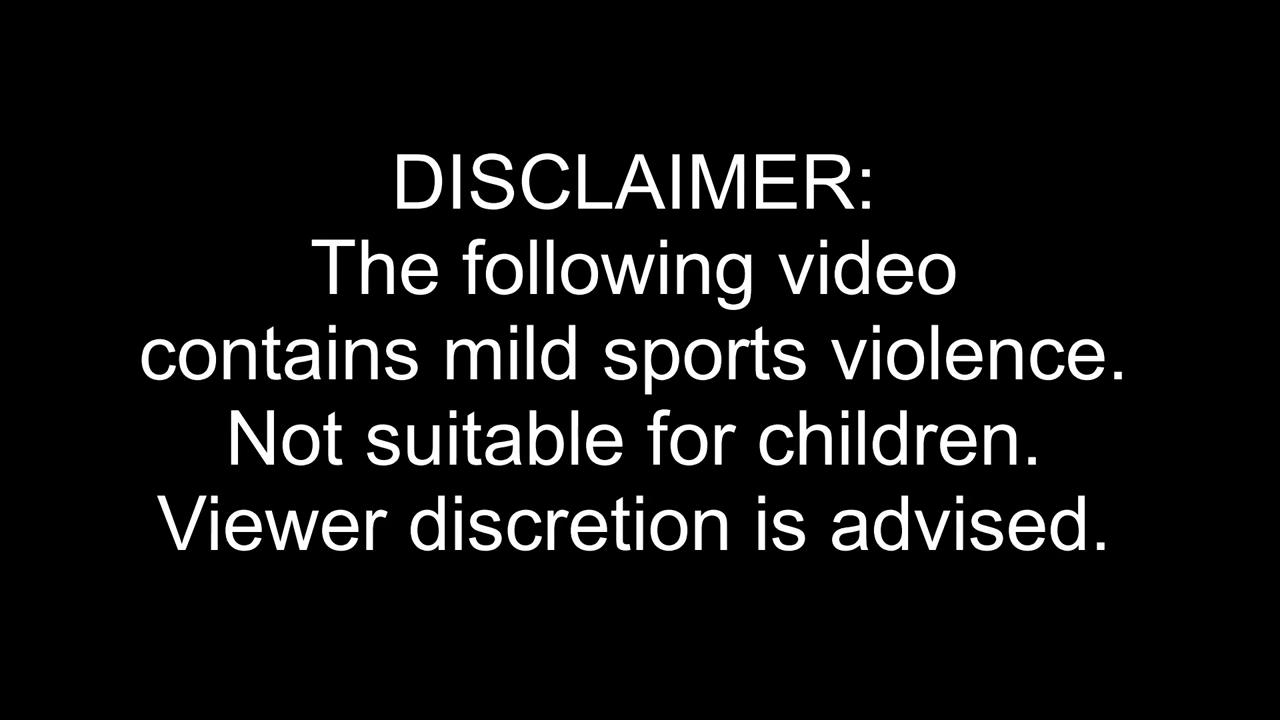 DISCLAIMER:
The following video
contains mild sports violence.
Not suitable for children.
Viewer discretion is advised.